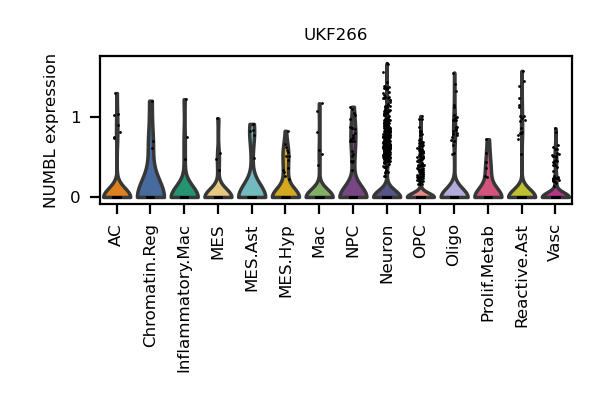 UKF266
NUMBL expression
1
0
AC
Chromatin.Reg
Inflammatory.Mac
MES
MES.Ast
MES.Hyp
Mac
NPC
Neuron
OPC
Oligo
Prolif.Metab
Reactive.Ast
Vasc